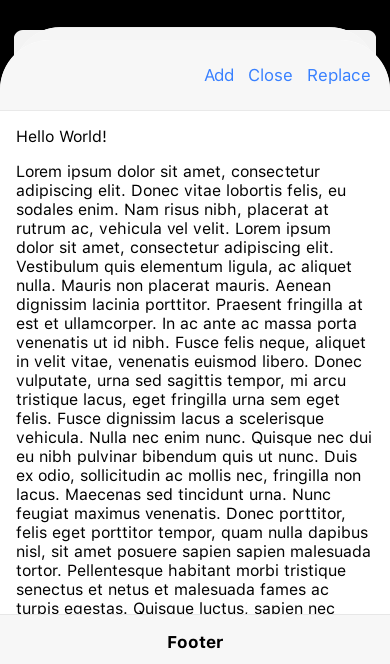 Add Close Replace
Hello World!
Lorem ipsum dolor sit amet, consectetur
adipiscing elit. Donec vitae lobortis felis, eu
sodales enim. Nam risus nibh, placerat at
rutrum ac, vehicula vel velit. Lorem ipsum
dolor sit amet, consectetur adipiscing elit.
Vestibulum quis elementum ligula, ac aliquet
nulla. Mauris non placerat mauris. Aenean
dignissim lacinia porttitor. Praesent fringilla at
est et ullamcorper. In ac ante ac massa porta
venenatis ut id nibh. Fusce felis neque, aliquet
in velit vitae, venenatis euismod libero. Donec
vulputate, urna sed sagittis tempor, mi arcu
tristique lacus, eget fringilla urna sem eget
felis. Fusce dignissim lacus a scelerisque
vehicula. Nulla nec enim nunc. Quisque nec dui
eu nibh pulvinar bibendum quis ut nunc. Duis
ex odio, sollicitudin ac mollis nec, fringilla non
lacus. Maecenas sed tincidunt urna. Nunc
feugiat maximus venenatis. Donec porttitor,
felis eget porttitor tempor, quam nulla dapibus
nisl, sit amet posuere sapien sapien malesuada
tortor. Pellentesque habitant morbi tristique
senectus et netus et malesuada fames ac
turpis egestas. Quisque luctus, sapien nec
Footer